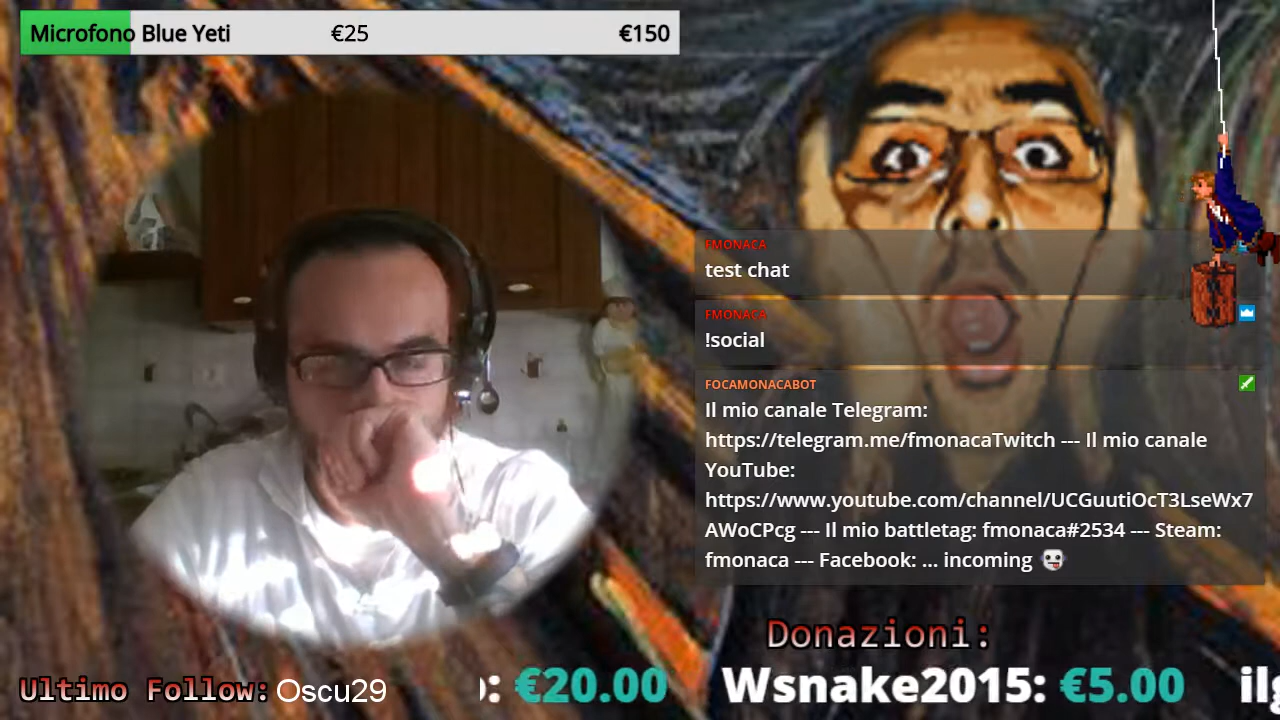 Microfono Blue Yeti €25 €150
FMONACA
test chat
FMONACA
!social
FOCAMONACABOT
Il mio canale Telegram:
https://telegram.me/fmonacaTwitch --- Il mio canale
YouTube:
https://www.youtube.com/channel/UCGuutiOcT3LseWx7
AWoCPcg --- Il mio battletag: fmonaca#2534 --- Steam:
fmonaca --- Facebook: ... incoming 👻
Donazioni:
Ultimo Follow: Oscu29 : €20.00 Wsnake2015: €5.00